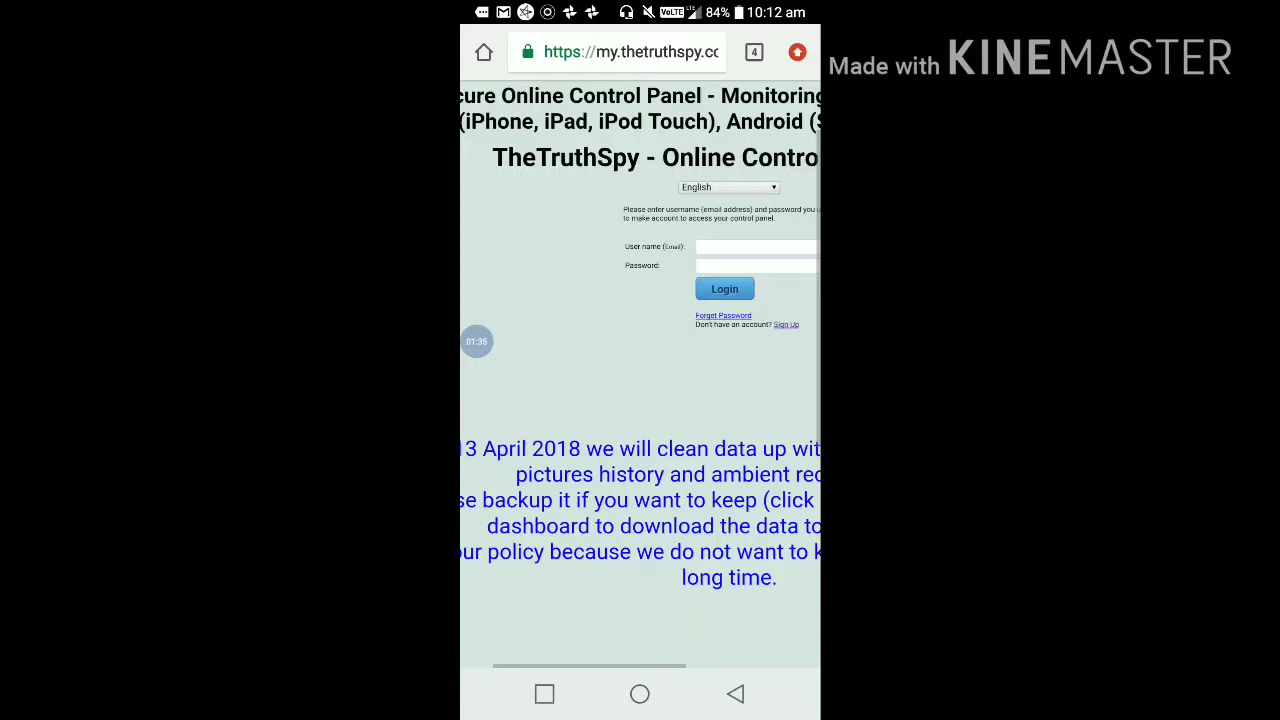 84% 10:12 am
Made with KINEMASTER
https://my.thetruthspy.cc
4
cure Online Control Panel - Monitoring
(iPhone, iPad, iPod Touch), Android (S
TheTruthSpy - Online Contro
English
Please enter username (email address) and password you u
to make account to access your control panel.
User name (Email):
Password:
Login
Forget Password
Don't have an account? Sign Up
01:35
13 April 2018 we will clean data up wit
pictures history and ambient rec
se backup it if you want to keep (click
dashboard to download the data to
our policy because we do not want to k
long time.